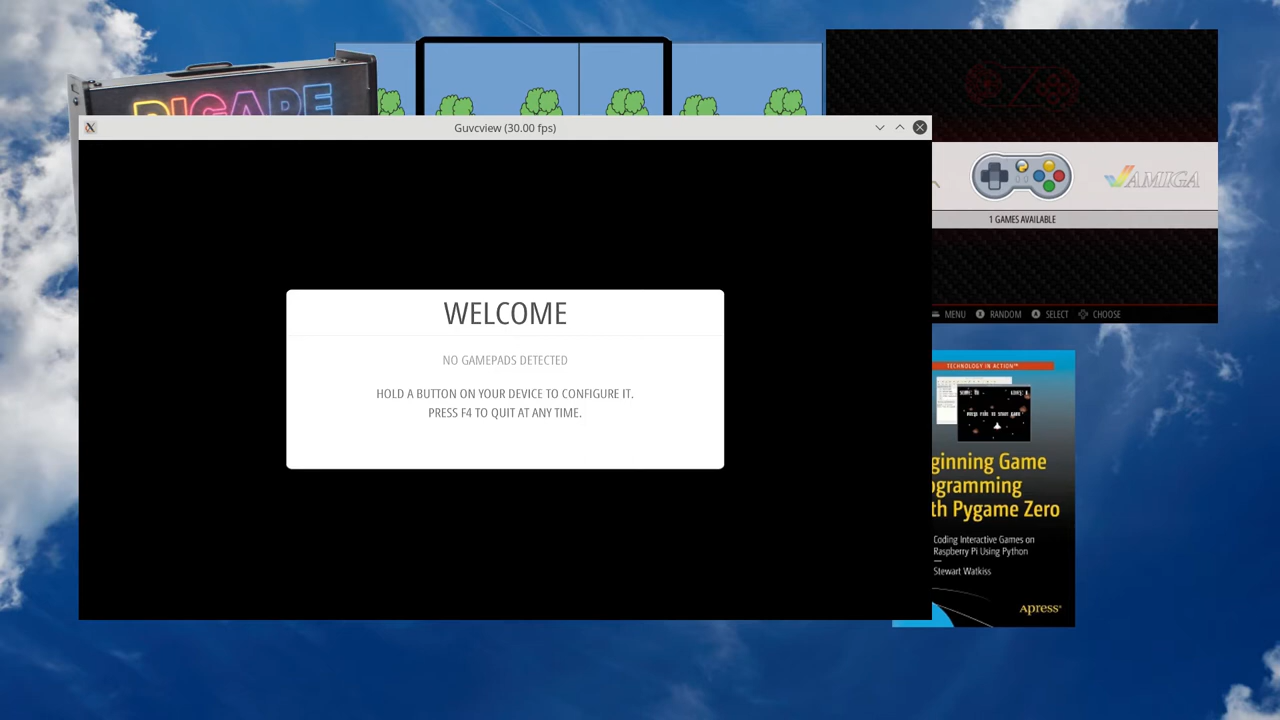 Guvcview (30.00 fps)
WELCOME
NO GAMEPADS DETECTED
HOLD A BUTTON ON YOUR DEVICE TO CONFIGURE IT.
PRESS F4 TO QUIT AT ANY TIME.
AMIGA
1 GAMES AVAILABLE
MENU RANDOM SELECT CHOOSE
TECHNOLOGY IN ACTION™
ginning Game
ogramming
th Pygame Zero
Coding Interactive Games on
Raspberry Pi Using Python
Stewart Watkiss
Apress®